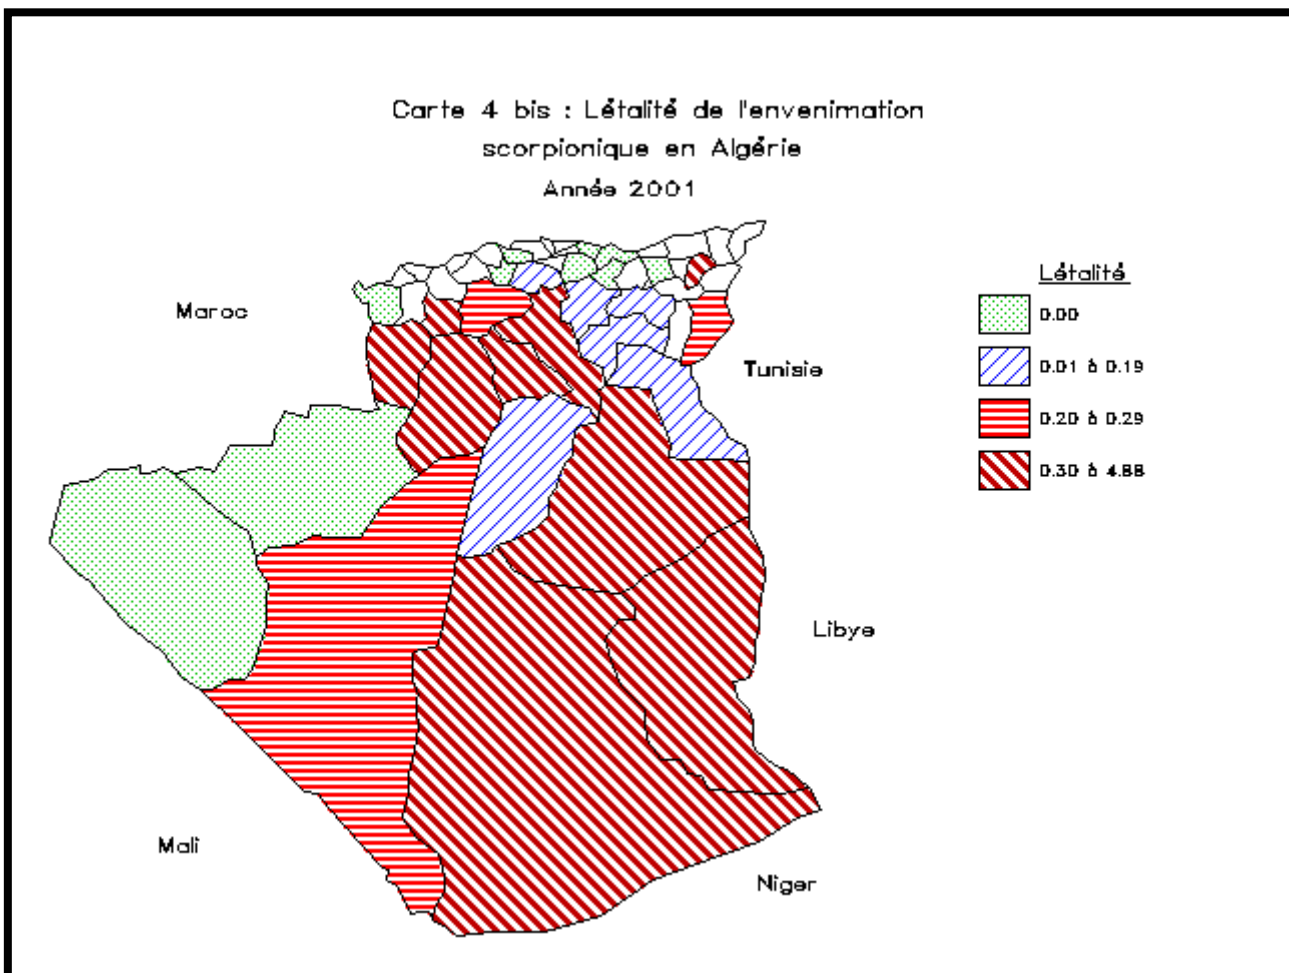 Carte 4 bis : Létalité de l'envenimation
scorpionique en Algérie
Année 2001
Létalité
0.00
0.01 à 0.19
0.20 à 0.29
0.30 à 4.88
Maroc
Tunisie
Libye
Mali
Niger